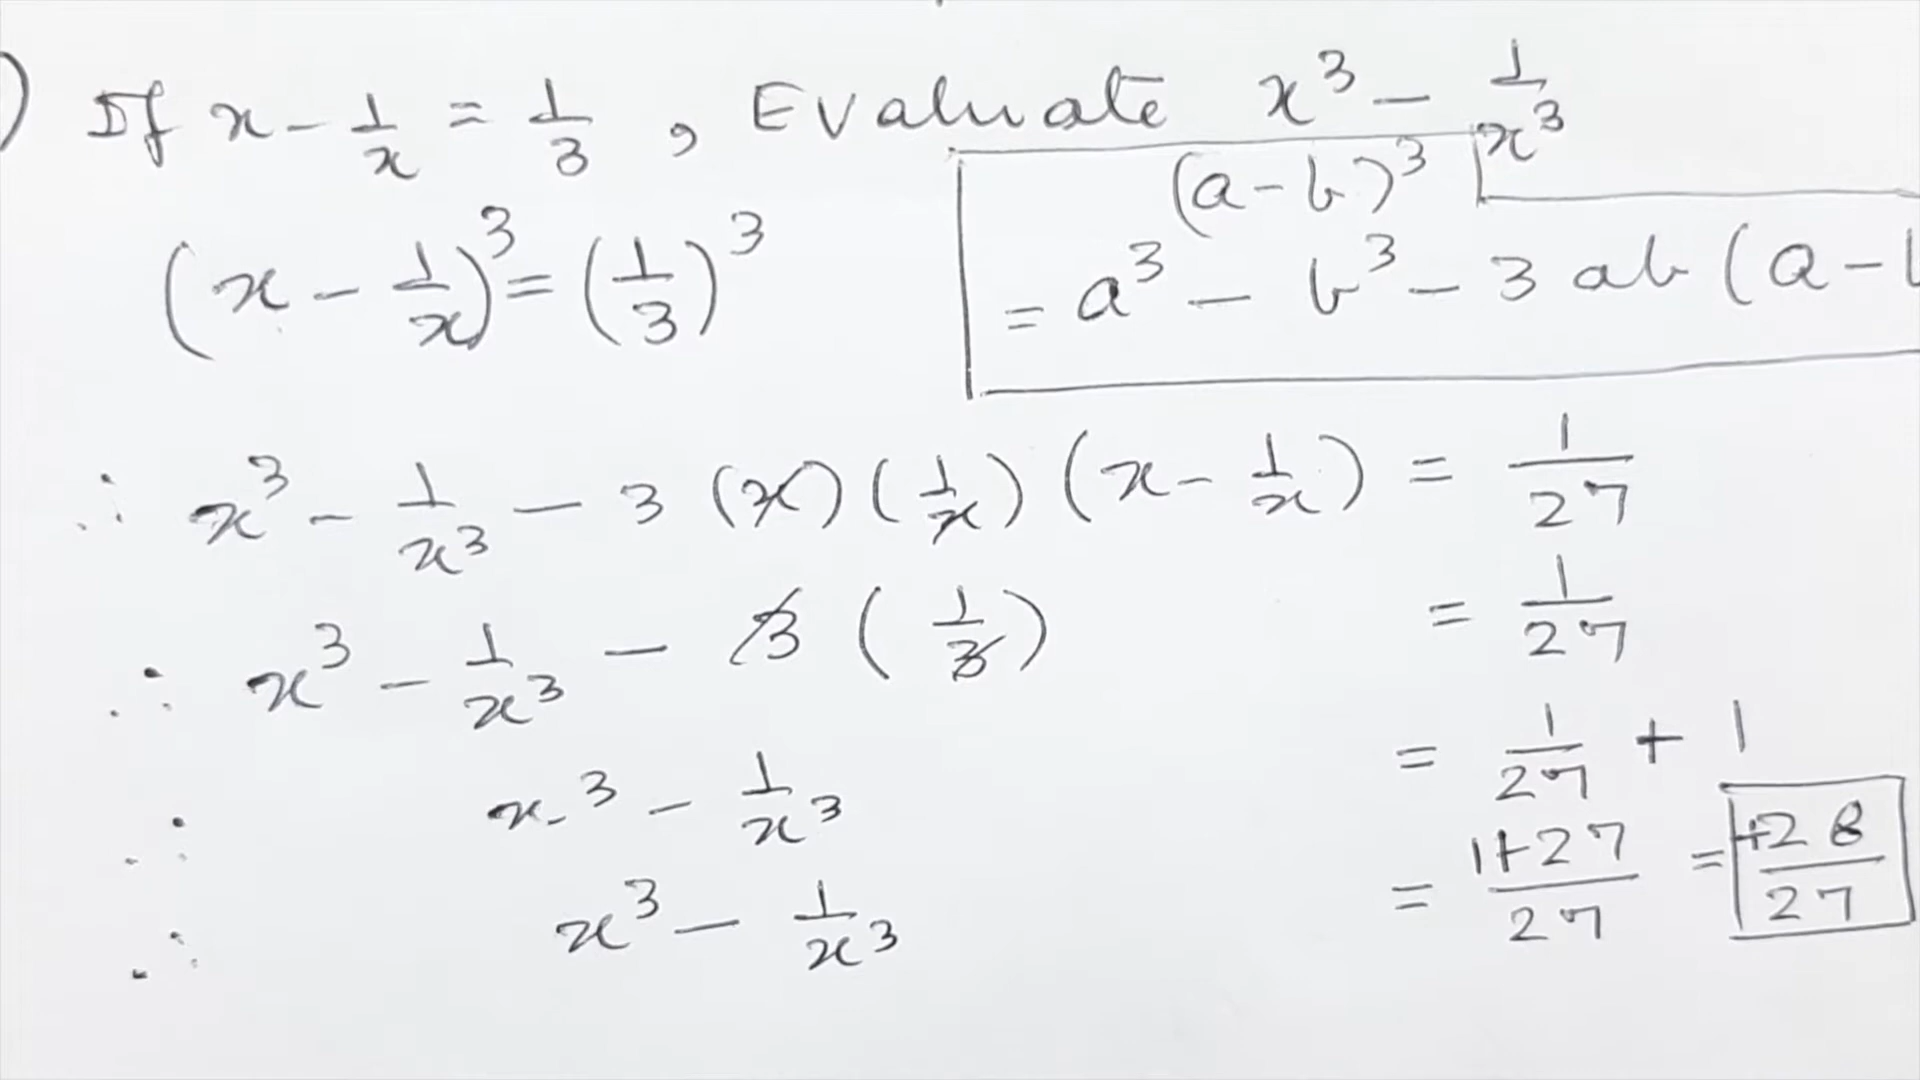 ) If x - 1/x = 1/3 , Evaluate x³ - 1/x³
(x - 1/x)³ = (1/3)³
(a - b)³
= a³ - b³ - 3 ab (a - b
∴ x³ - 1/x³ - 3 (x) (1/x) (x - 1/x) = 1/27
∴ x³ - 1/x³ - 3 (1/3) = 1/27
∴ x³ - 1/x³ = 1/27 + 1
∴ x³ - 1/x³ = 1+27/27 = +28/27